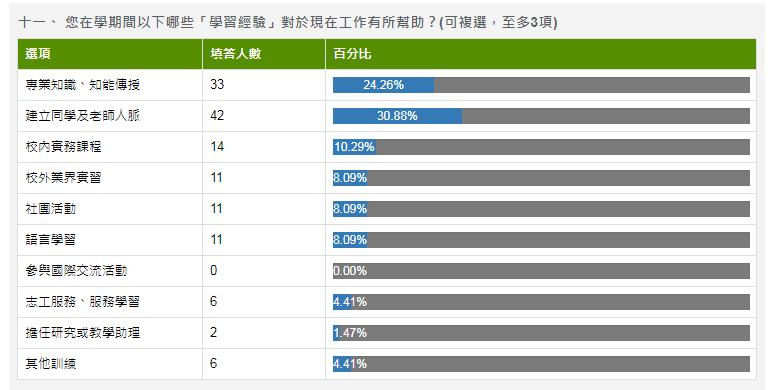 十一、 您在學期間以下哪些「學習經驗」對於現在工作有所幫助？(可複選，至多3項)
選項 填答人數 百分比
專業知識、知能傳授 33 24.26%
建立同學及老師人脈 42 30.88%
校內實務課程 14 10.29%
校外業界實習 11 8.09%
社團活動 11 8.09%
語言學習 11 8.09%
參與國際交流活動 0 0.00%
志工服務、服務學習 6 4.41%
擔任研究或教學助理 2 1.47%
其他訓練 6 4.41%